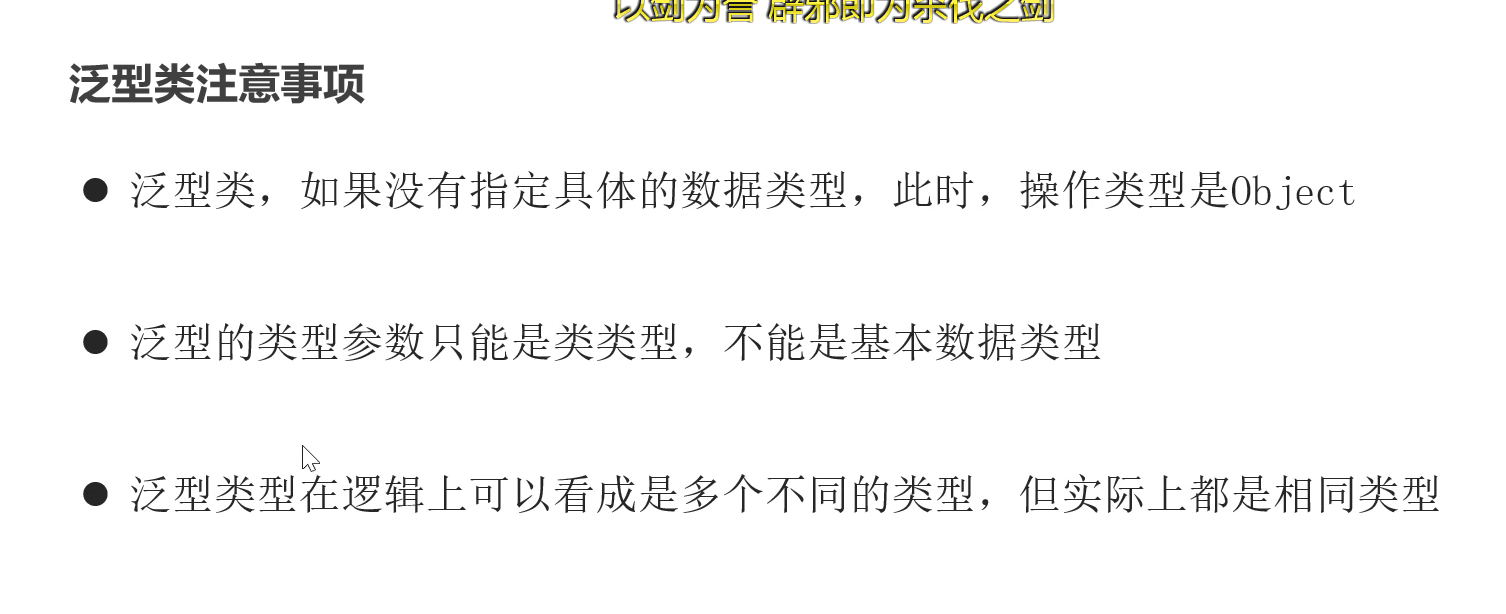 以剑为誓 辟邪即为杀伐之剑
泛型类注意事项
● 泛型类，如果没有指定具体的数据类型，此时，操作类型是Object
● 泛型的类型参数只能是类类型，不能是基本数据类型
● 泛型类型在逻辑上可以看成是多个不同的类型，但实际上都是相同类型